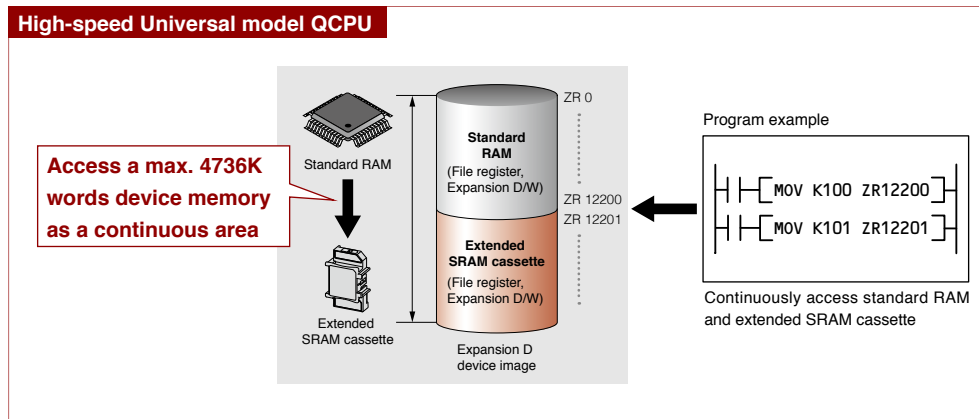 High-speed Universal model QCPU
Access a max. 4736K
words device memory
as a continuous area
Standard RAM
Extended
SRAM cassette
Standard
RAM
(File register,
Expansion D/W)
Extended
SRAM cassette
(File register,
Expansion D/W)
Expansion D
device image
ZR 0
ZR 12200
ZR 12201
Program example
MOV K100 ZR12200
MOV K101 ZR12201
Continuously access standard RAM
and extended SRAM cassette